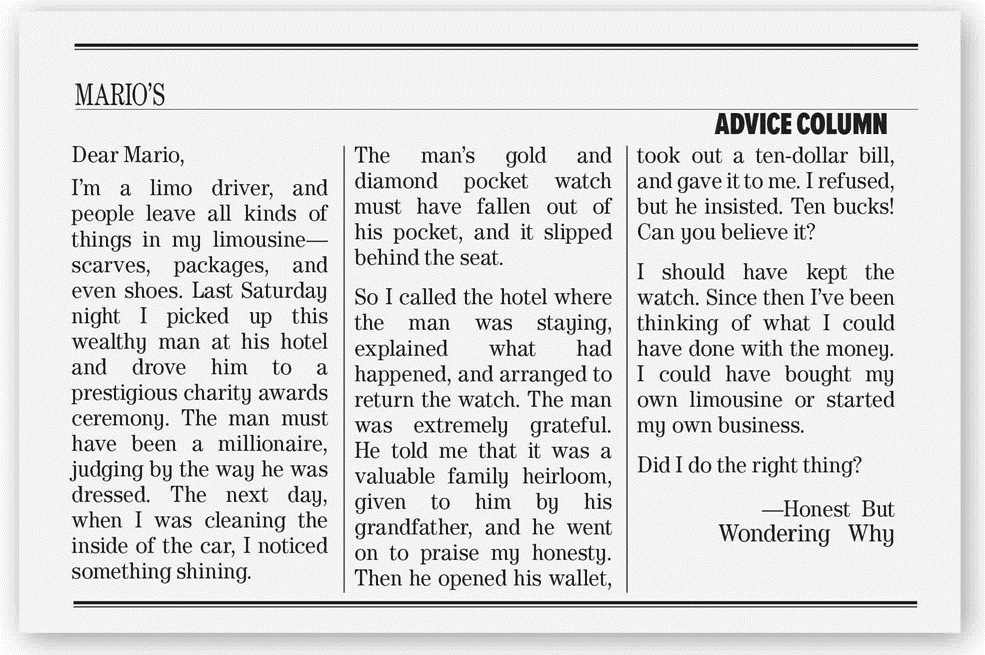 MARIO'S
ADVICE COLUMN
Dear Mario,
I'm a limo driver, and
people leave all kinds of
things in my limousine—
scarves, packages, and
even shoes. Last Saturday
night I picked up this
wealthy man at his hotel
and drove him to a
prestigious charity awards
ceremony. The man must
have been a millionaire,
judging by the way he was
dressed. The next day,
when I was cleaning the
inside of the car, I noticed
something shining.
The man's gold and
diamond pocket watch
must have fallen out of
his pocket, and it slipped
behind the seat.
So I called the hotel where
the man was staying,
explained what had
happened, and arranged to
return the watch. The man
was extremely grateful.
He told me that it was a
valuable family heirloom,
given to him by his
grandfather, and he went
on to praise my honesty.
Then he opened his wallet,
took out a ten-dollar bill,
and gave it to me. I refused,
but he insisted. Ten bucks!
Can you believe it?
I should have kept the
watch. Since then I've been
thinking of what I could
have done with the money.
I could have bought my
own limousine or started
my own business.
Did I do the right thing?
—Honest But
Wondering Why